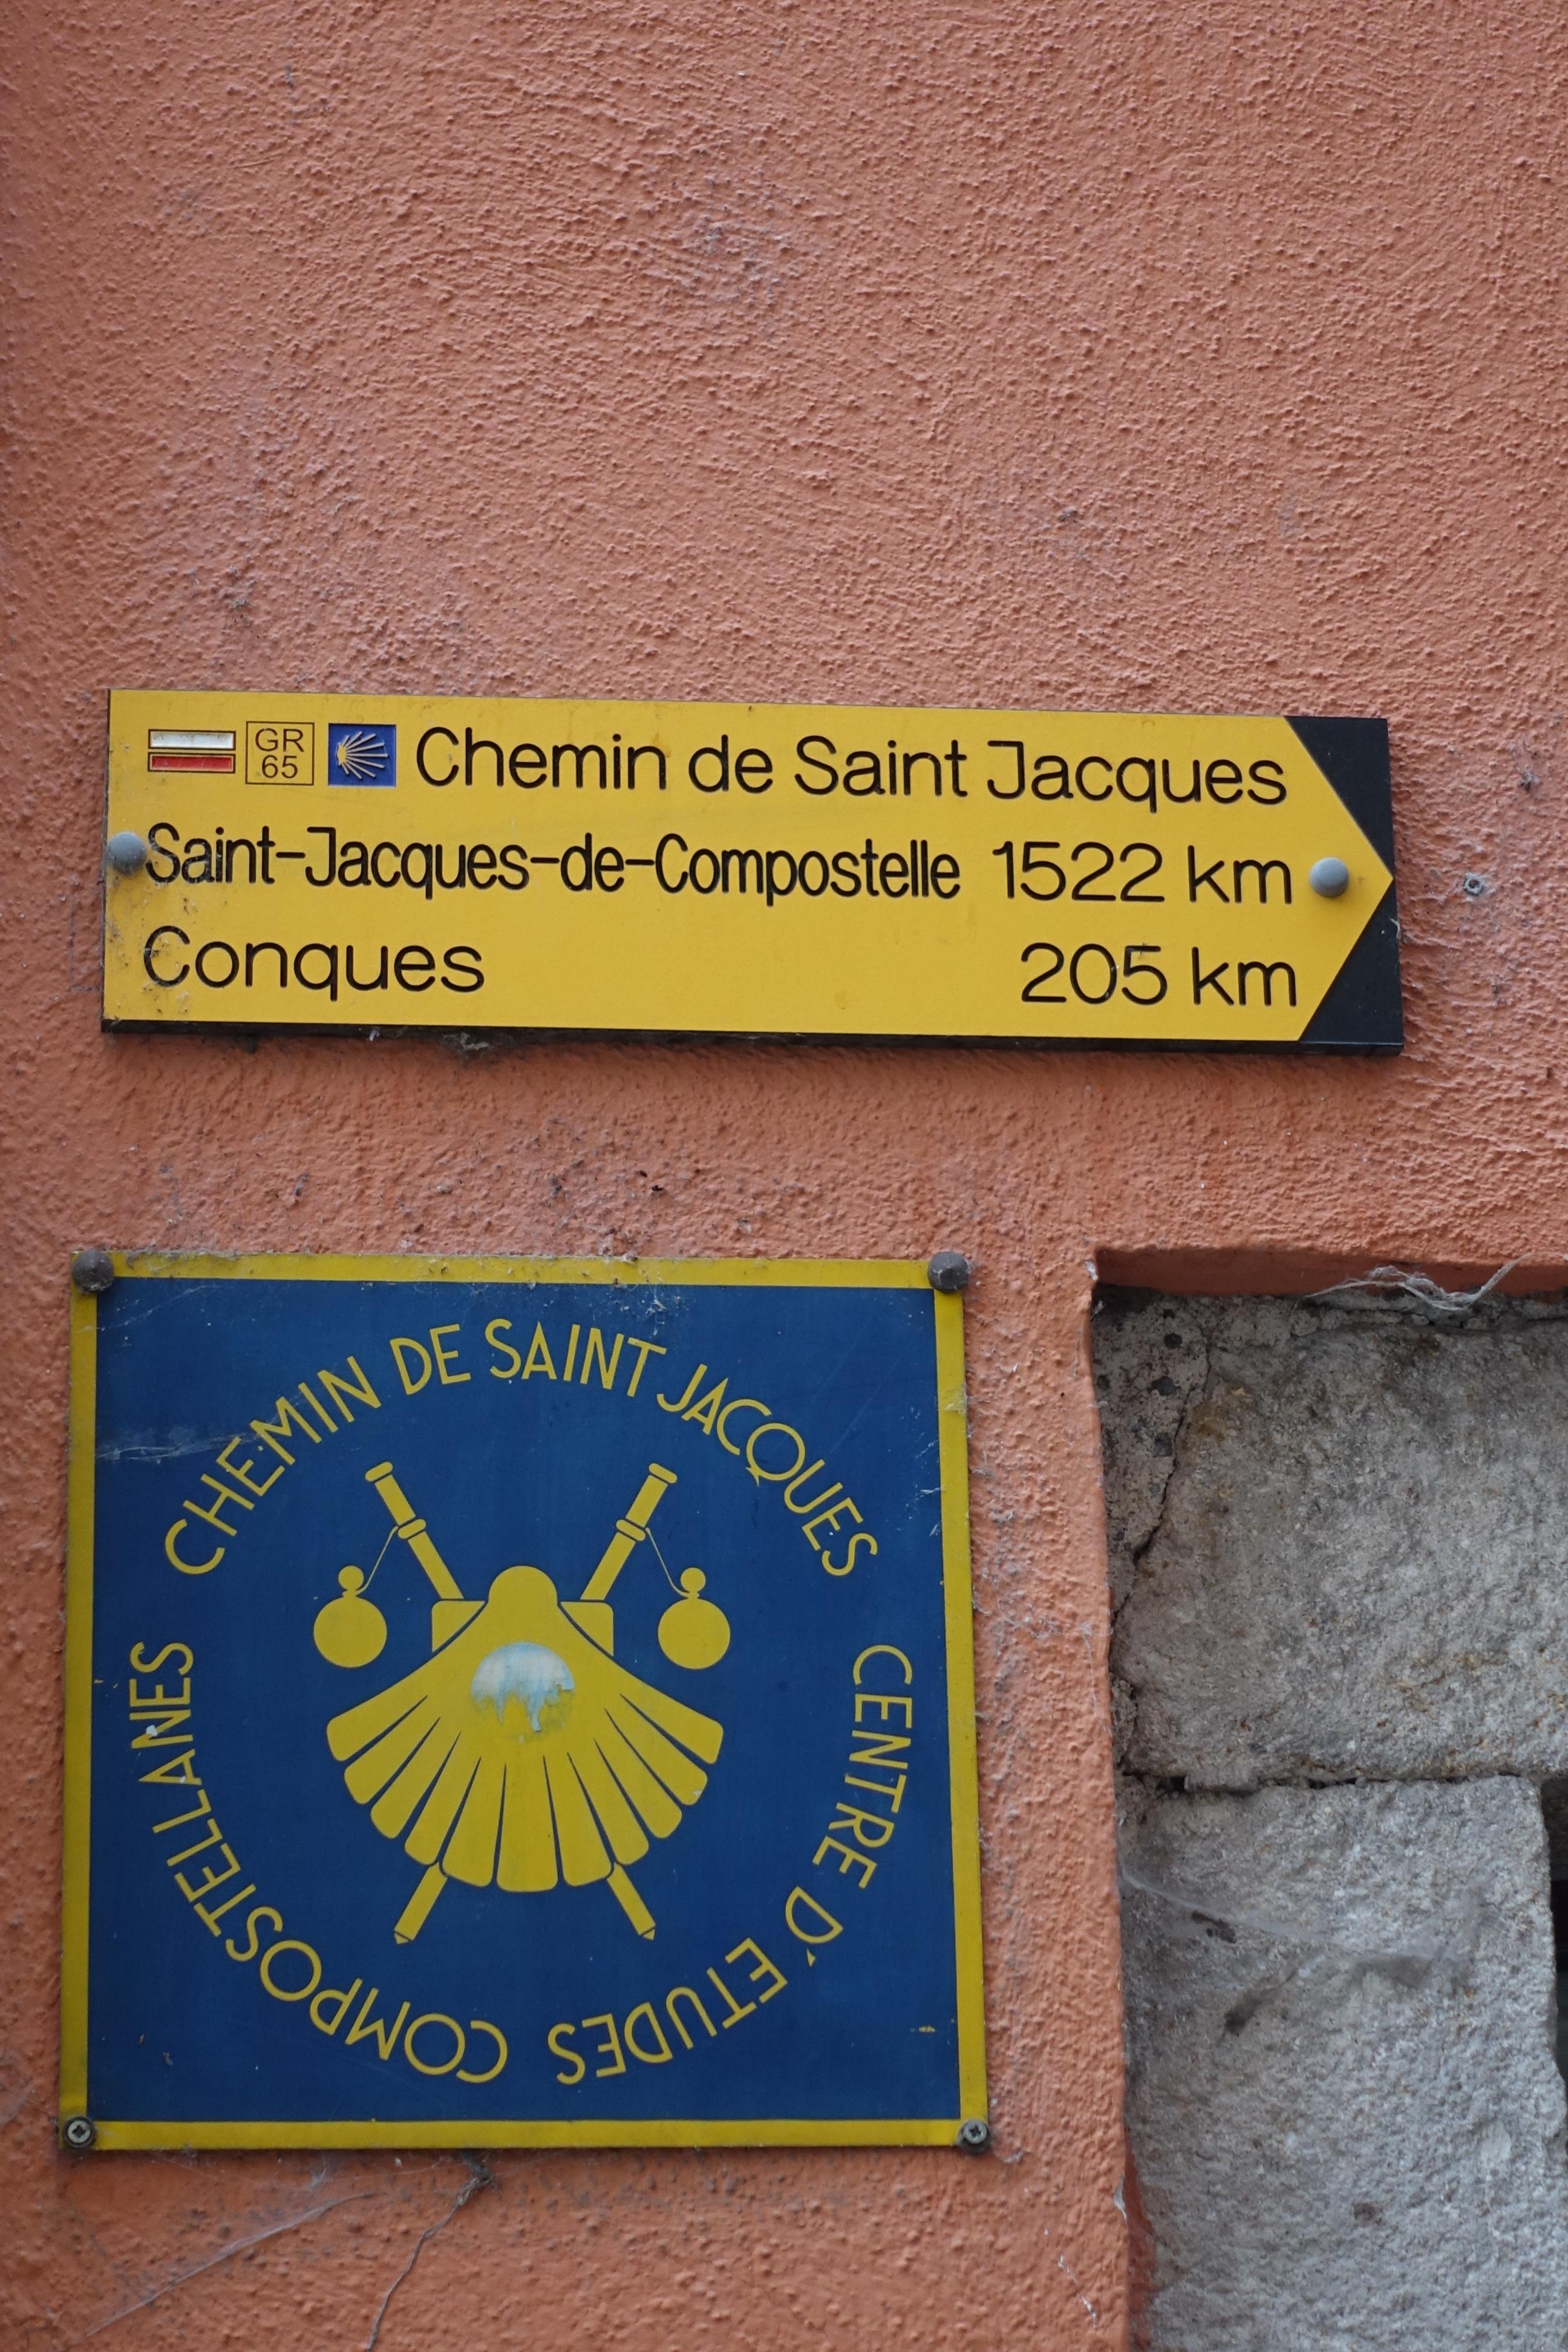 GR
65
Chemin de Saint Jacques
Saint-Jacques-de-Compostelle 1522 km
Conques 205 km
CHEMIN DE SAINT JACQUES
CENTRE D'ETUDES COMPOSTELLANES